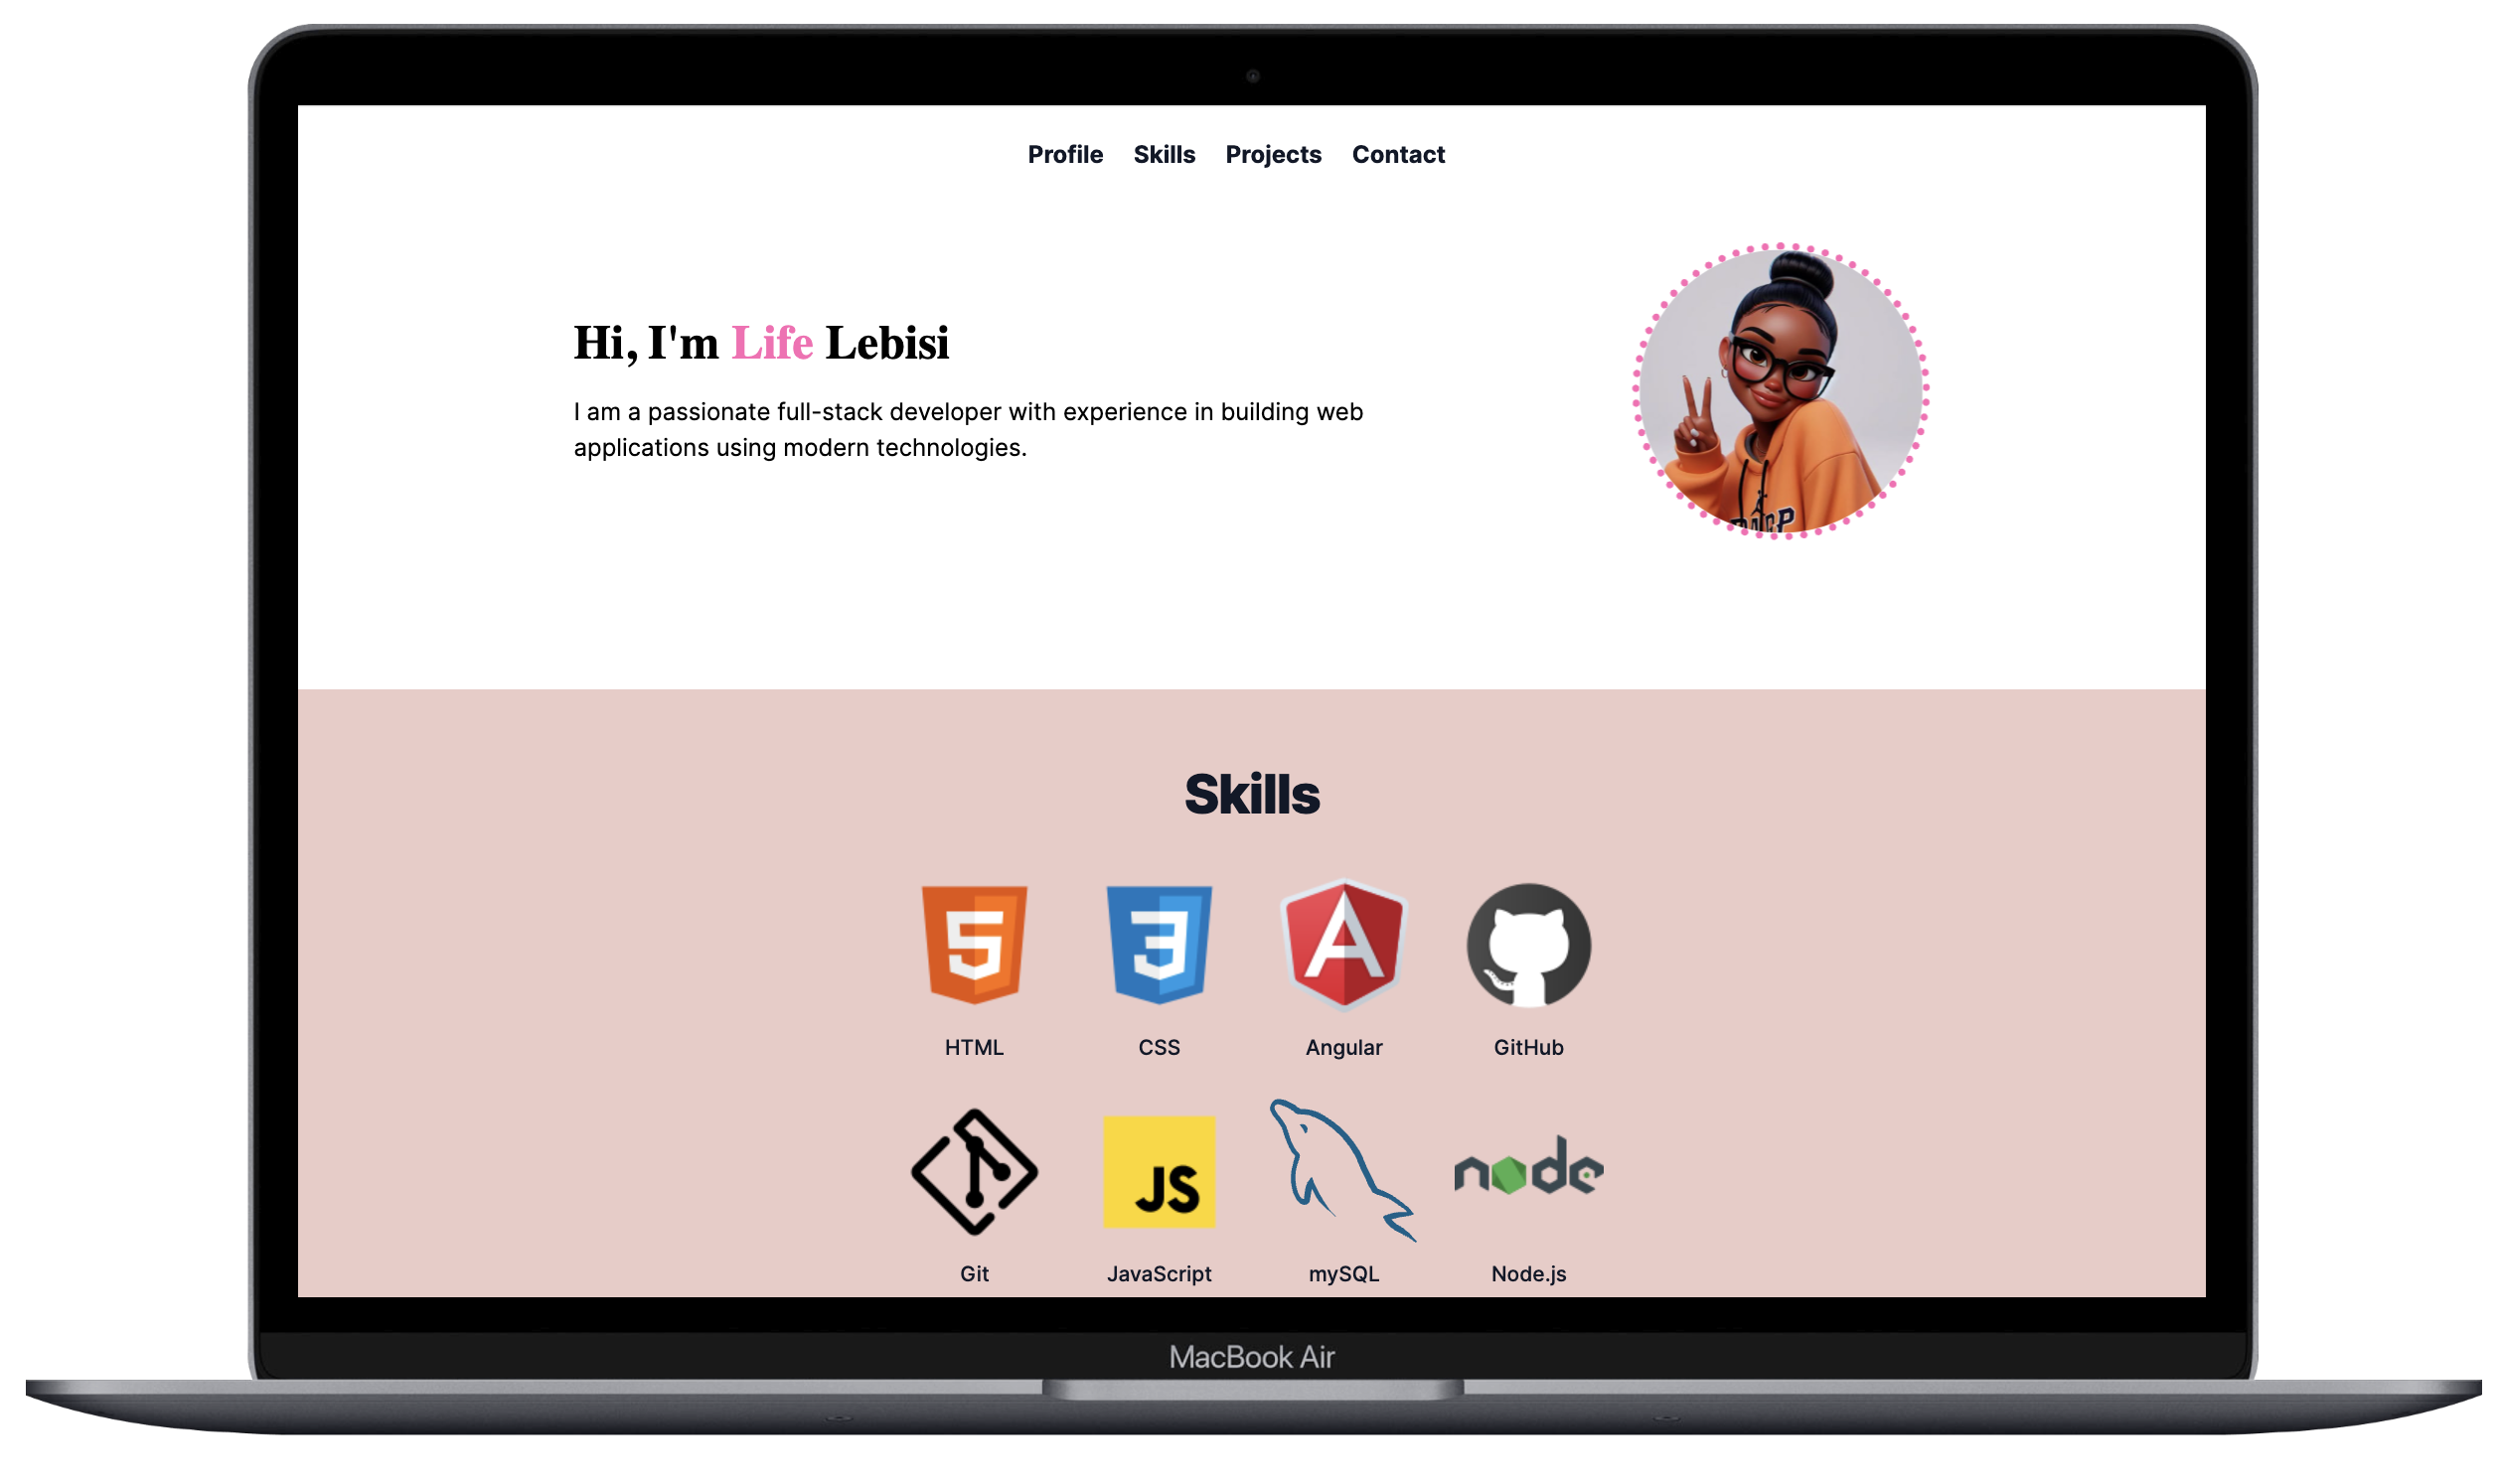 Profile Skills Projects Contact
Hi, I'm Life Lebisi
I am a passionate full-stack developer with experience in building web
applications using modern technologies.
Skills
HTML CSS Angular GitHub
JS node
Git JavaScript mySQL Node.js
MacBook Air